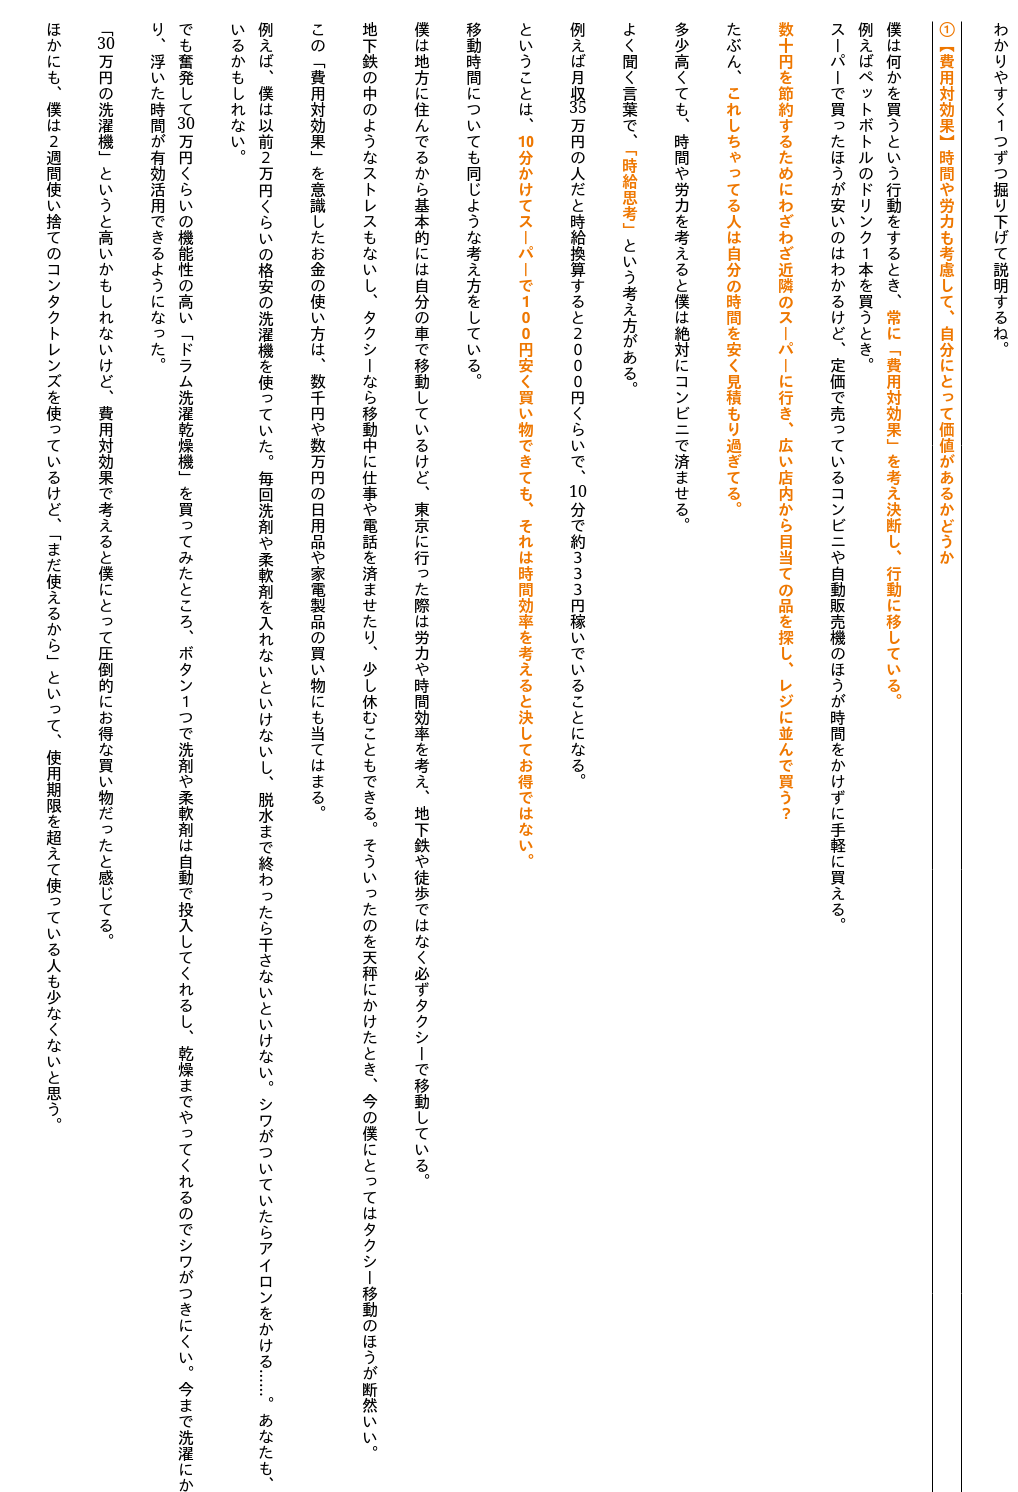 わかりやすく１つずつ掘り下げて説明するね。
①【費用対効果】時間や労力も考慮して、自分にとって価値があるかどうか
僕は何かを買うという行動をするとき、常に「費用対効果」を考え決断し、行動に移している。
例えばペットボトルのドリンク１本を買うとき。
スーパーで買ったほうが安いのはわかるけど、定価で売っているコンビニや自動販売機のほうが時間をかけずに手軽に買える。
数十円を節約するためにわざわざ近隣のスーパーに行き、広い店内から目当ての品を探し、レジに並んで買う？
たぶん、これしちゃってる人は自分の時間を安く見積もり過ぎてる。
多少高くても、時間や労力を考えると僕は絶対にコンビニで済ませる。
よく聞く言葉で、「時給思考」という考え方がある。
例えば月収35万円の人だと時給換算すると２０００円くらいで、10分で約３３３円稼いでいることになる。
ということは、10分かけてスーパーで１００円安く買い物できても、それは時間効率を考えると決してお得ではない。
移動時間についても同じような考え方をしている。
僕は地方に住んでるから基本的には自分の車で移動しているけど、東京に行った際は労力や時間効率を考え、地下鉄や徒歩ではなく必ずタクシーで移動している。
地下鉄の中のようなストレスもないし、タクシーなら移動中に仕事や電話を済ませたり、少し休むこともできる。そういったのを天秤にかけたとき、今の僕にとってはタクシー移動のほうが断然いい。
この「費用対効果」を意識したお金の使い方は、数千円や数万円の日用品や家電製品の買い物にも当てはまる。
例えば、僕は以前２万円くらいの格安の洗濯機を使っていた。毎回洗剤や柔軟剤を入れないといけないし、脱水まで終わったら干さないといけない。シワがついていたらアイロンをかける……。あなたも、
いるかもしれない。
でも奮発して30万円くらいの機能性の高い「ドラム洗濯乾燥機」を買ってみたところ、ボタン１つで洗剤や柔軟剤は自動で投入してくれるし、乾燥までやってくれるのでシワがつきにくい。今まで洗濯にか
り、浮いた時間が有効活用できるようになった。
「30万円の洗濯機」というと高いかもしれないけど、費用対効果で考えると僕にとって圧倒的にお得な買い物だったと感じてる。
ほかにも、僕は２週間使い捨てのコンタクトレンズを使っているけど、「まだ使えるから」といって、使用期限を超えて使っている人も少なくないと思う。